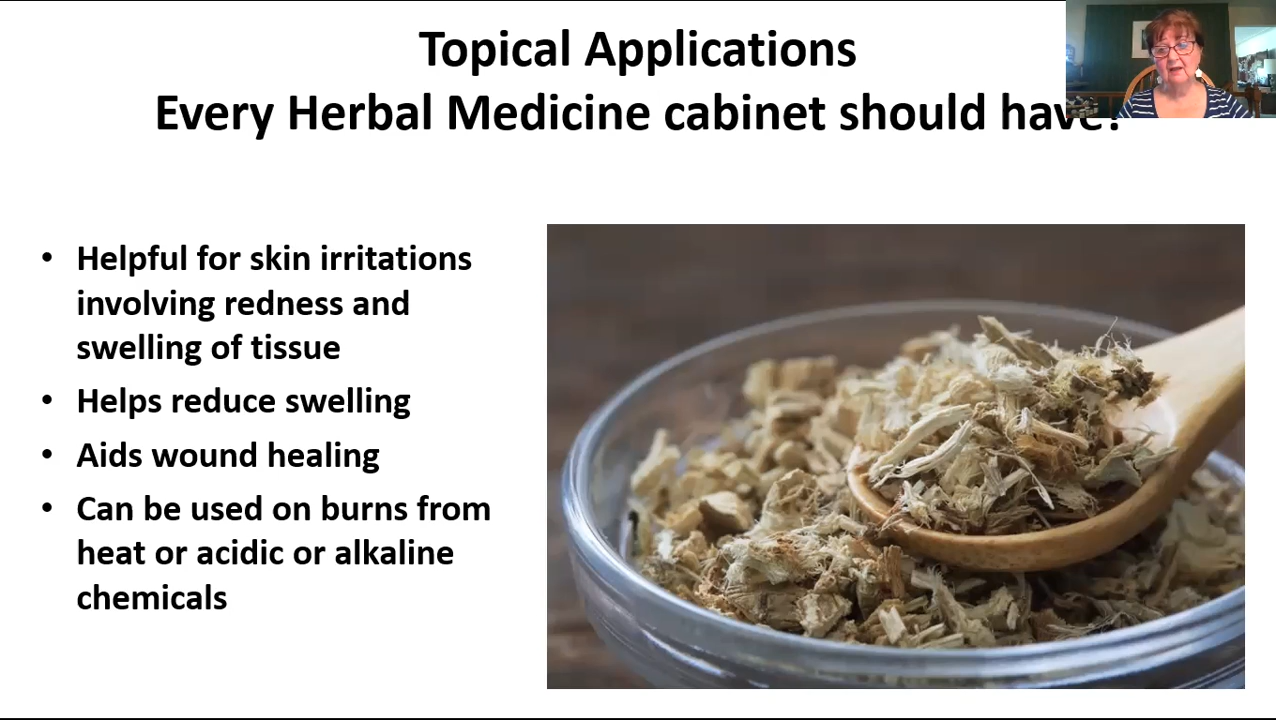 Topical Applications
Every Herbal Medicine cabinet should have?
• Helpful for skin irritations
involving redness and
swelling of tissue
• Helps reduce swelling
• Aids wound healing
• Can be used on burns from
heat or acidic or alkaline
chemicals